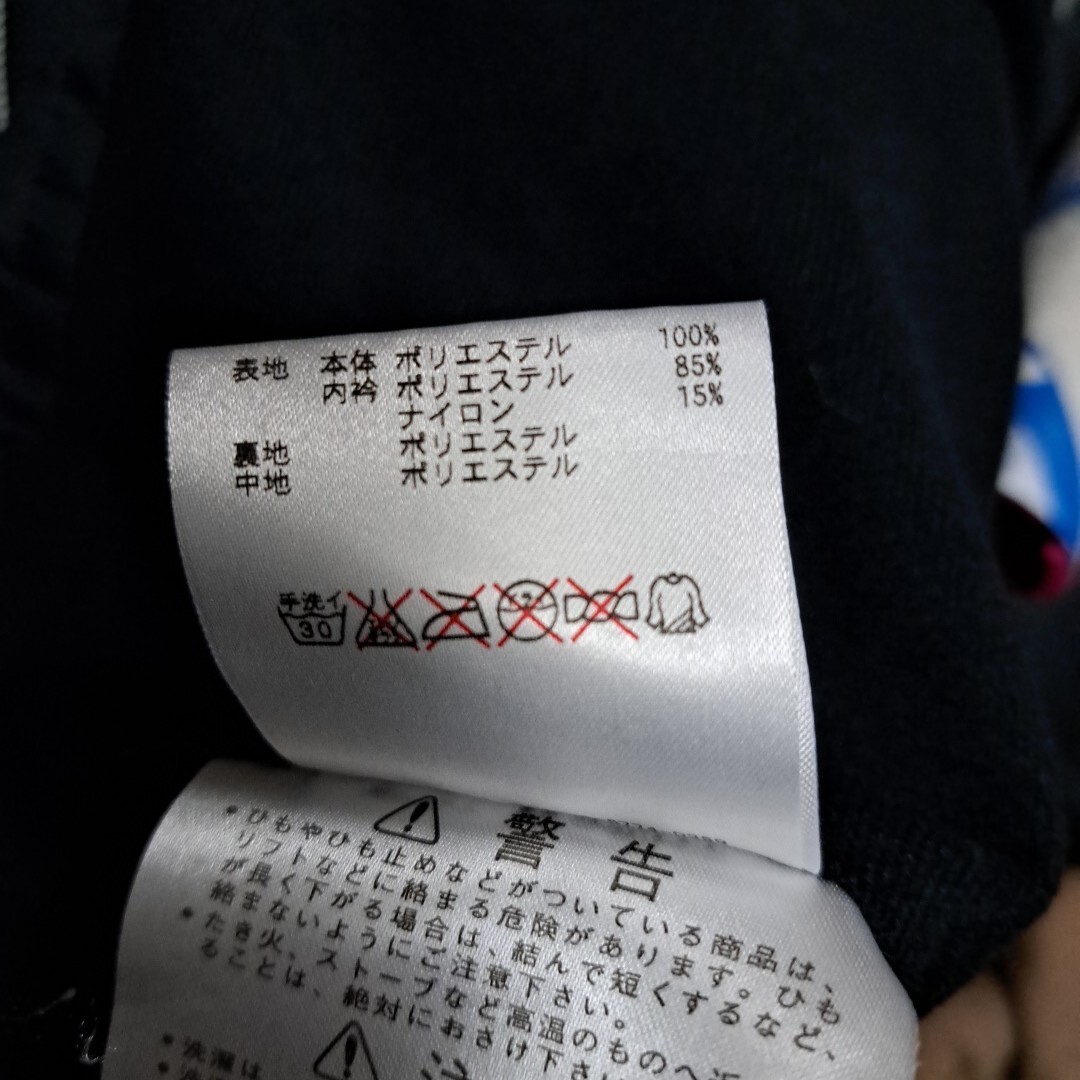 表地 本体 ポリエステル 100%
内衿 ポリエステル 85%
ナイロン 15%
裏地 ポリエステル
中地 ポリエステル
手洗イ
30
警告
・ひもやひも止めなどがついている商品は、
リフトなどに絡まる危険があります。ひも
が長く下がる場合は、結んで短くするなど、
絡まないようにご注意下さい。
・たき火、ストーブなど高温のものへ近
ることは、絶対におさけ下さ
・洗濯は